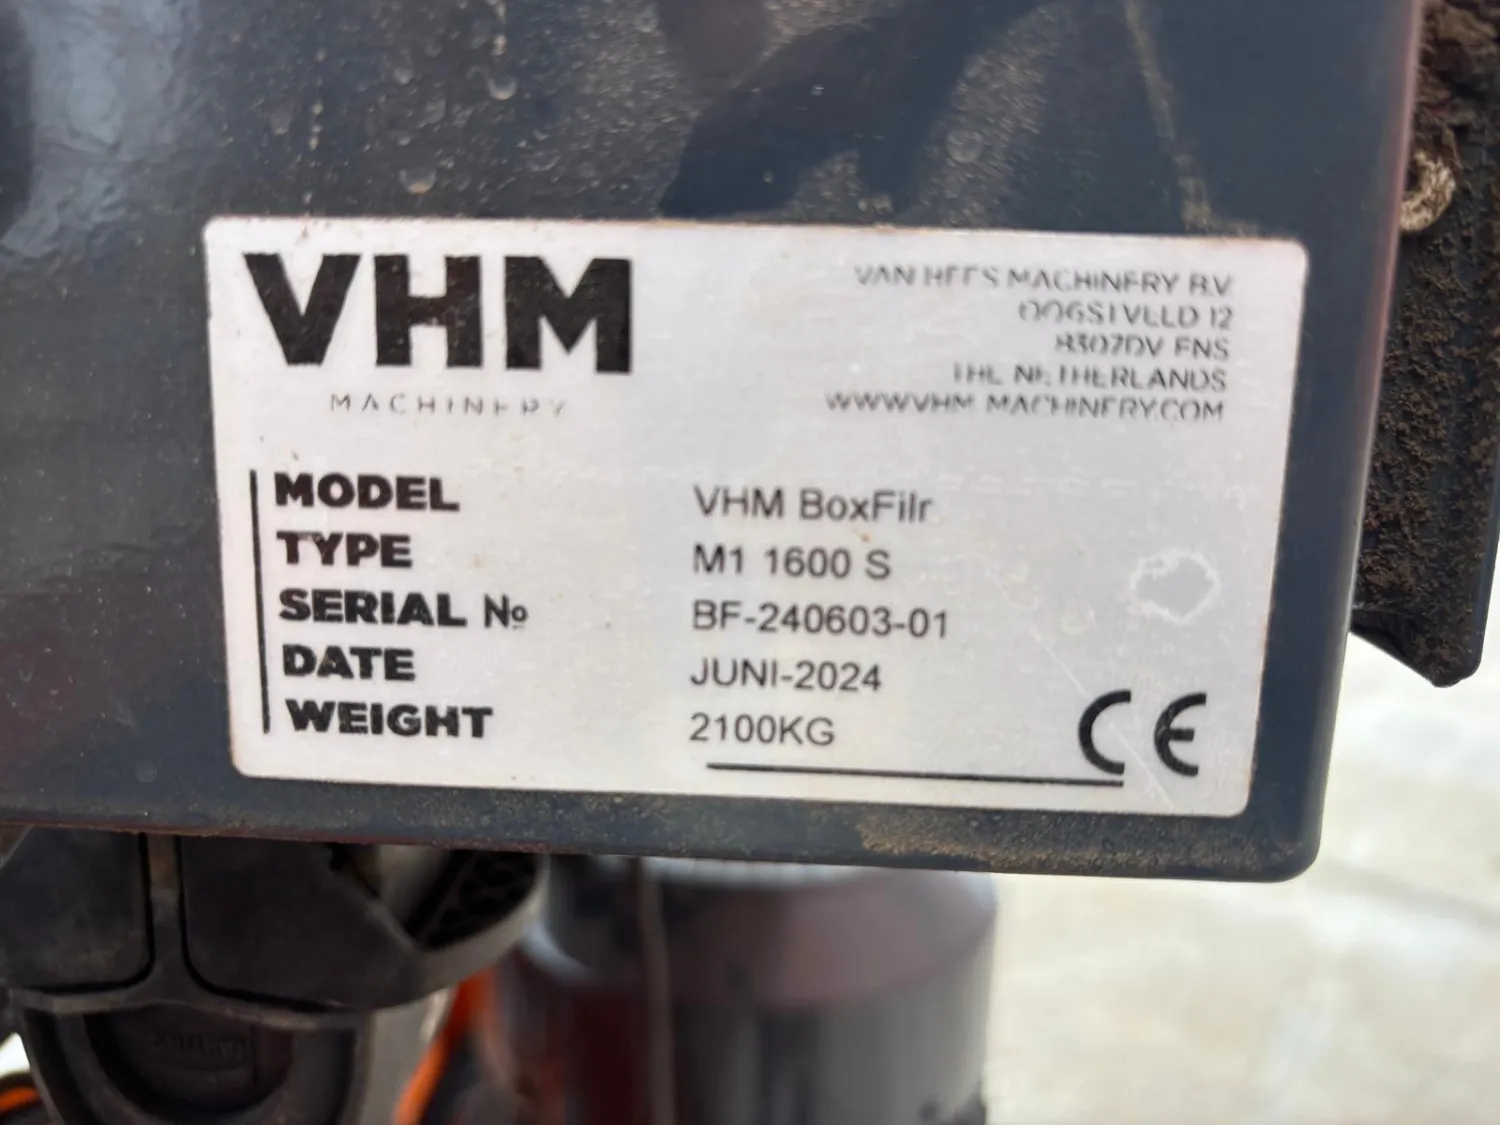 VHM
MACHINERY
VAN HEES MACHINERY B.V.
OOGSTVELD 12
8307DV ENS
THE NETHERLANDS
WWW.VHM-MACHINERY.COM
MODEL VHM BoxFilr
TYPE M1 1600 S
SERIAL No BF-240603-01
DATE JUNI-2024
WEIGHT 2100KG
CE